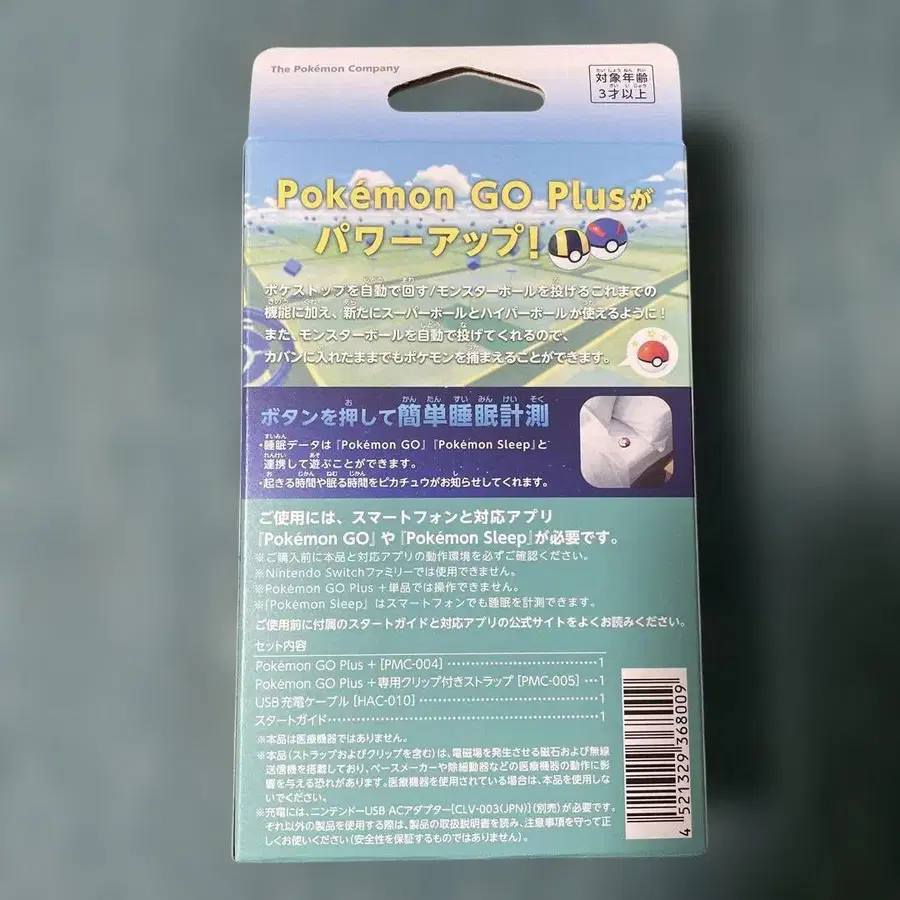 The Pokémon Company
対象年齢
3才以上
Pokémon GO Plusが
パワーアップ!
ポケストップを自動で回す/モンスターボールを投げるこれまでの
機能に加え、新たにスーパーボールとハイパーボールが使えるように!
また、モンスターボールを自動で投げてくれるので、
カバンに入れたままでもポケモンを捕まえることができます。
ボタンを押して簡単睡眠計測
・睡眠データは『Pokémon GO』『Pokémon Sleep』と
連携して遊ぶことができます。
・起きる時間や眠る時間をピカチュウがお知らせしてくれます。
ご使用には、スマートフォンと対応アプリ
『Pokémon GO』や『Pokémon Sleep』が必要です。
※ご購入前に本品と対応アプリの動作環境を必ずご確認ください。
※Nintendo Switchファミリーでは使用できません。
※Pokémon GO Plus +単品では操作できません。
※『Pokémon Sleep』はスマートフォンでも睡眠を計測できます。
ご使用前に付属のスタートガイドと対応アプリの公式サイトをよくお読みください。
セット内容
Pokémon GO Plus + [PMC-004] ‥‥‥‥‥‥‥‥‥‥‥‥1
Pokémon GO Plus +専用クリップ付きストラップ [PMC-005] ‥‥1
USB充電ケーブル [HAC-010] ‥‥‥‥‥‥‥‥‥‥‥‥‥1
スタートガイド‥‥‥‥‥‥‥‥‥‥‥‥‥‥‥‥‥‥‥1
※本品は医療機器ではありません。
※本品(ストラップおよびクリップを含む)は、電磁場を発生させる磁石および無線
送信機を搭載しており、ペースメーカーや除細動器などの医療機器の動作に影
響を与える恐れがあります。医療機器を使用されている場合は、本品を使用しな
いでください。
※充電には、ニンテンドーUSB ACアダプター[CLV-003(JPN)](別売)が必要です。
それ以外の製品を使用する際は、製品の取扱説明書を読み、注意事項を守って正
しくお使いください(安全性を保証するものではありません)。
4 521329 368009